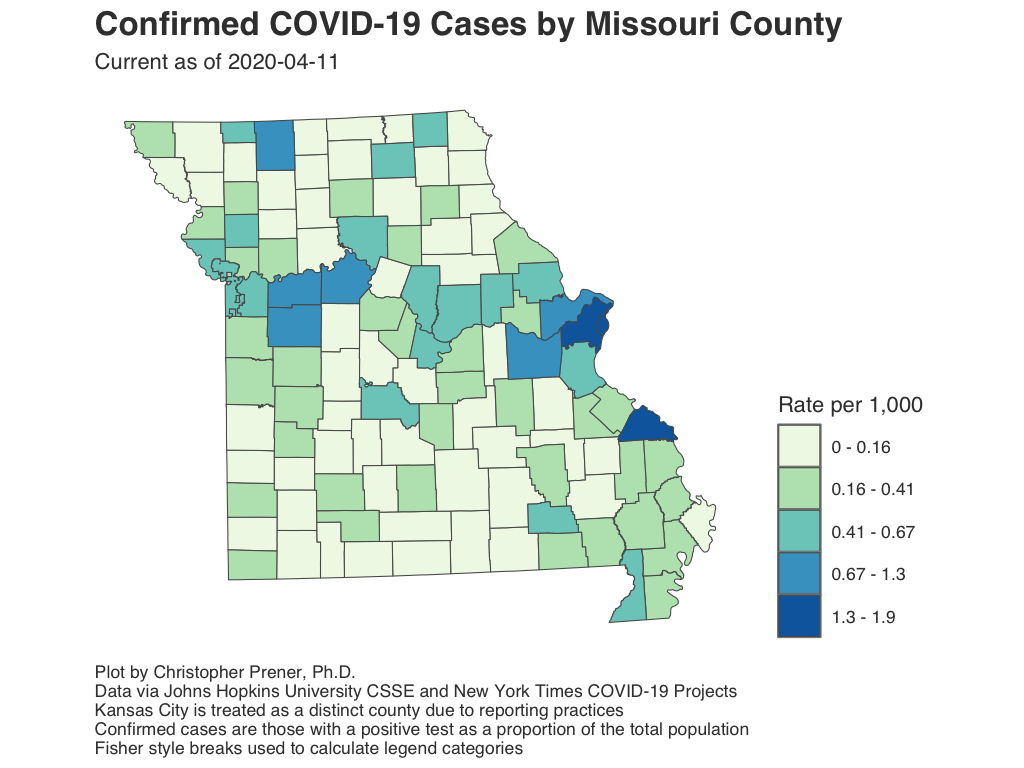 Confirmed COVID-19 Cases by Missouri County
Current as of 2020-04-11
Rate per 1,000
0 - 0.16
0.16 - 0.41
0.41 - 0.67
0.67 - 1.3
1.3 - 1.9
Plot by Christopher Prener, Ph.D.
Data via Johns Hopkins University CSSE and New York Times COVID-19 Projects
Kansas City is treated as a distinct county due to reporting practices
Confirmed cases are those with a positive test as a proportion of the total population
Fisher style breaks used to calculate legend categories